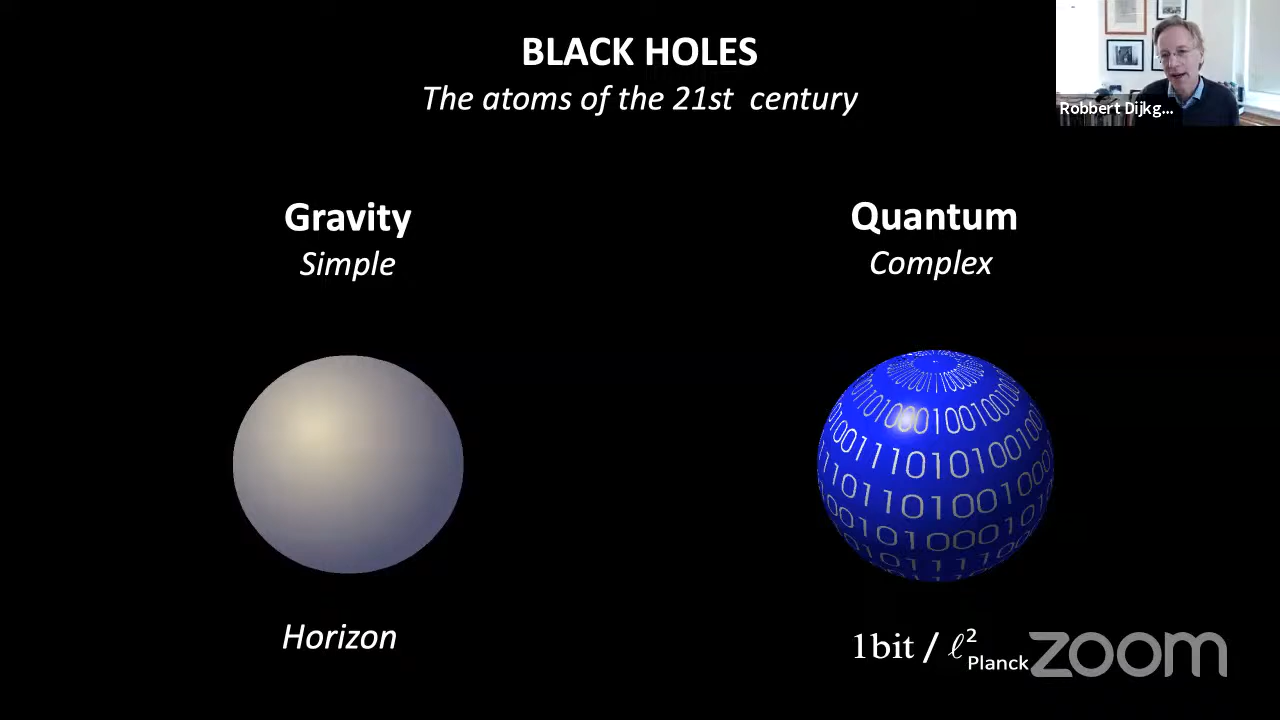 BLACK HOLES
The atoms of the 21st century
Robbert Dijkg...
Gravity
Simple
Quantum
Complex
Horizon
1bit / ℓ²Planck
zoom